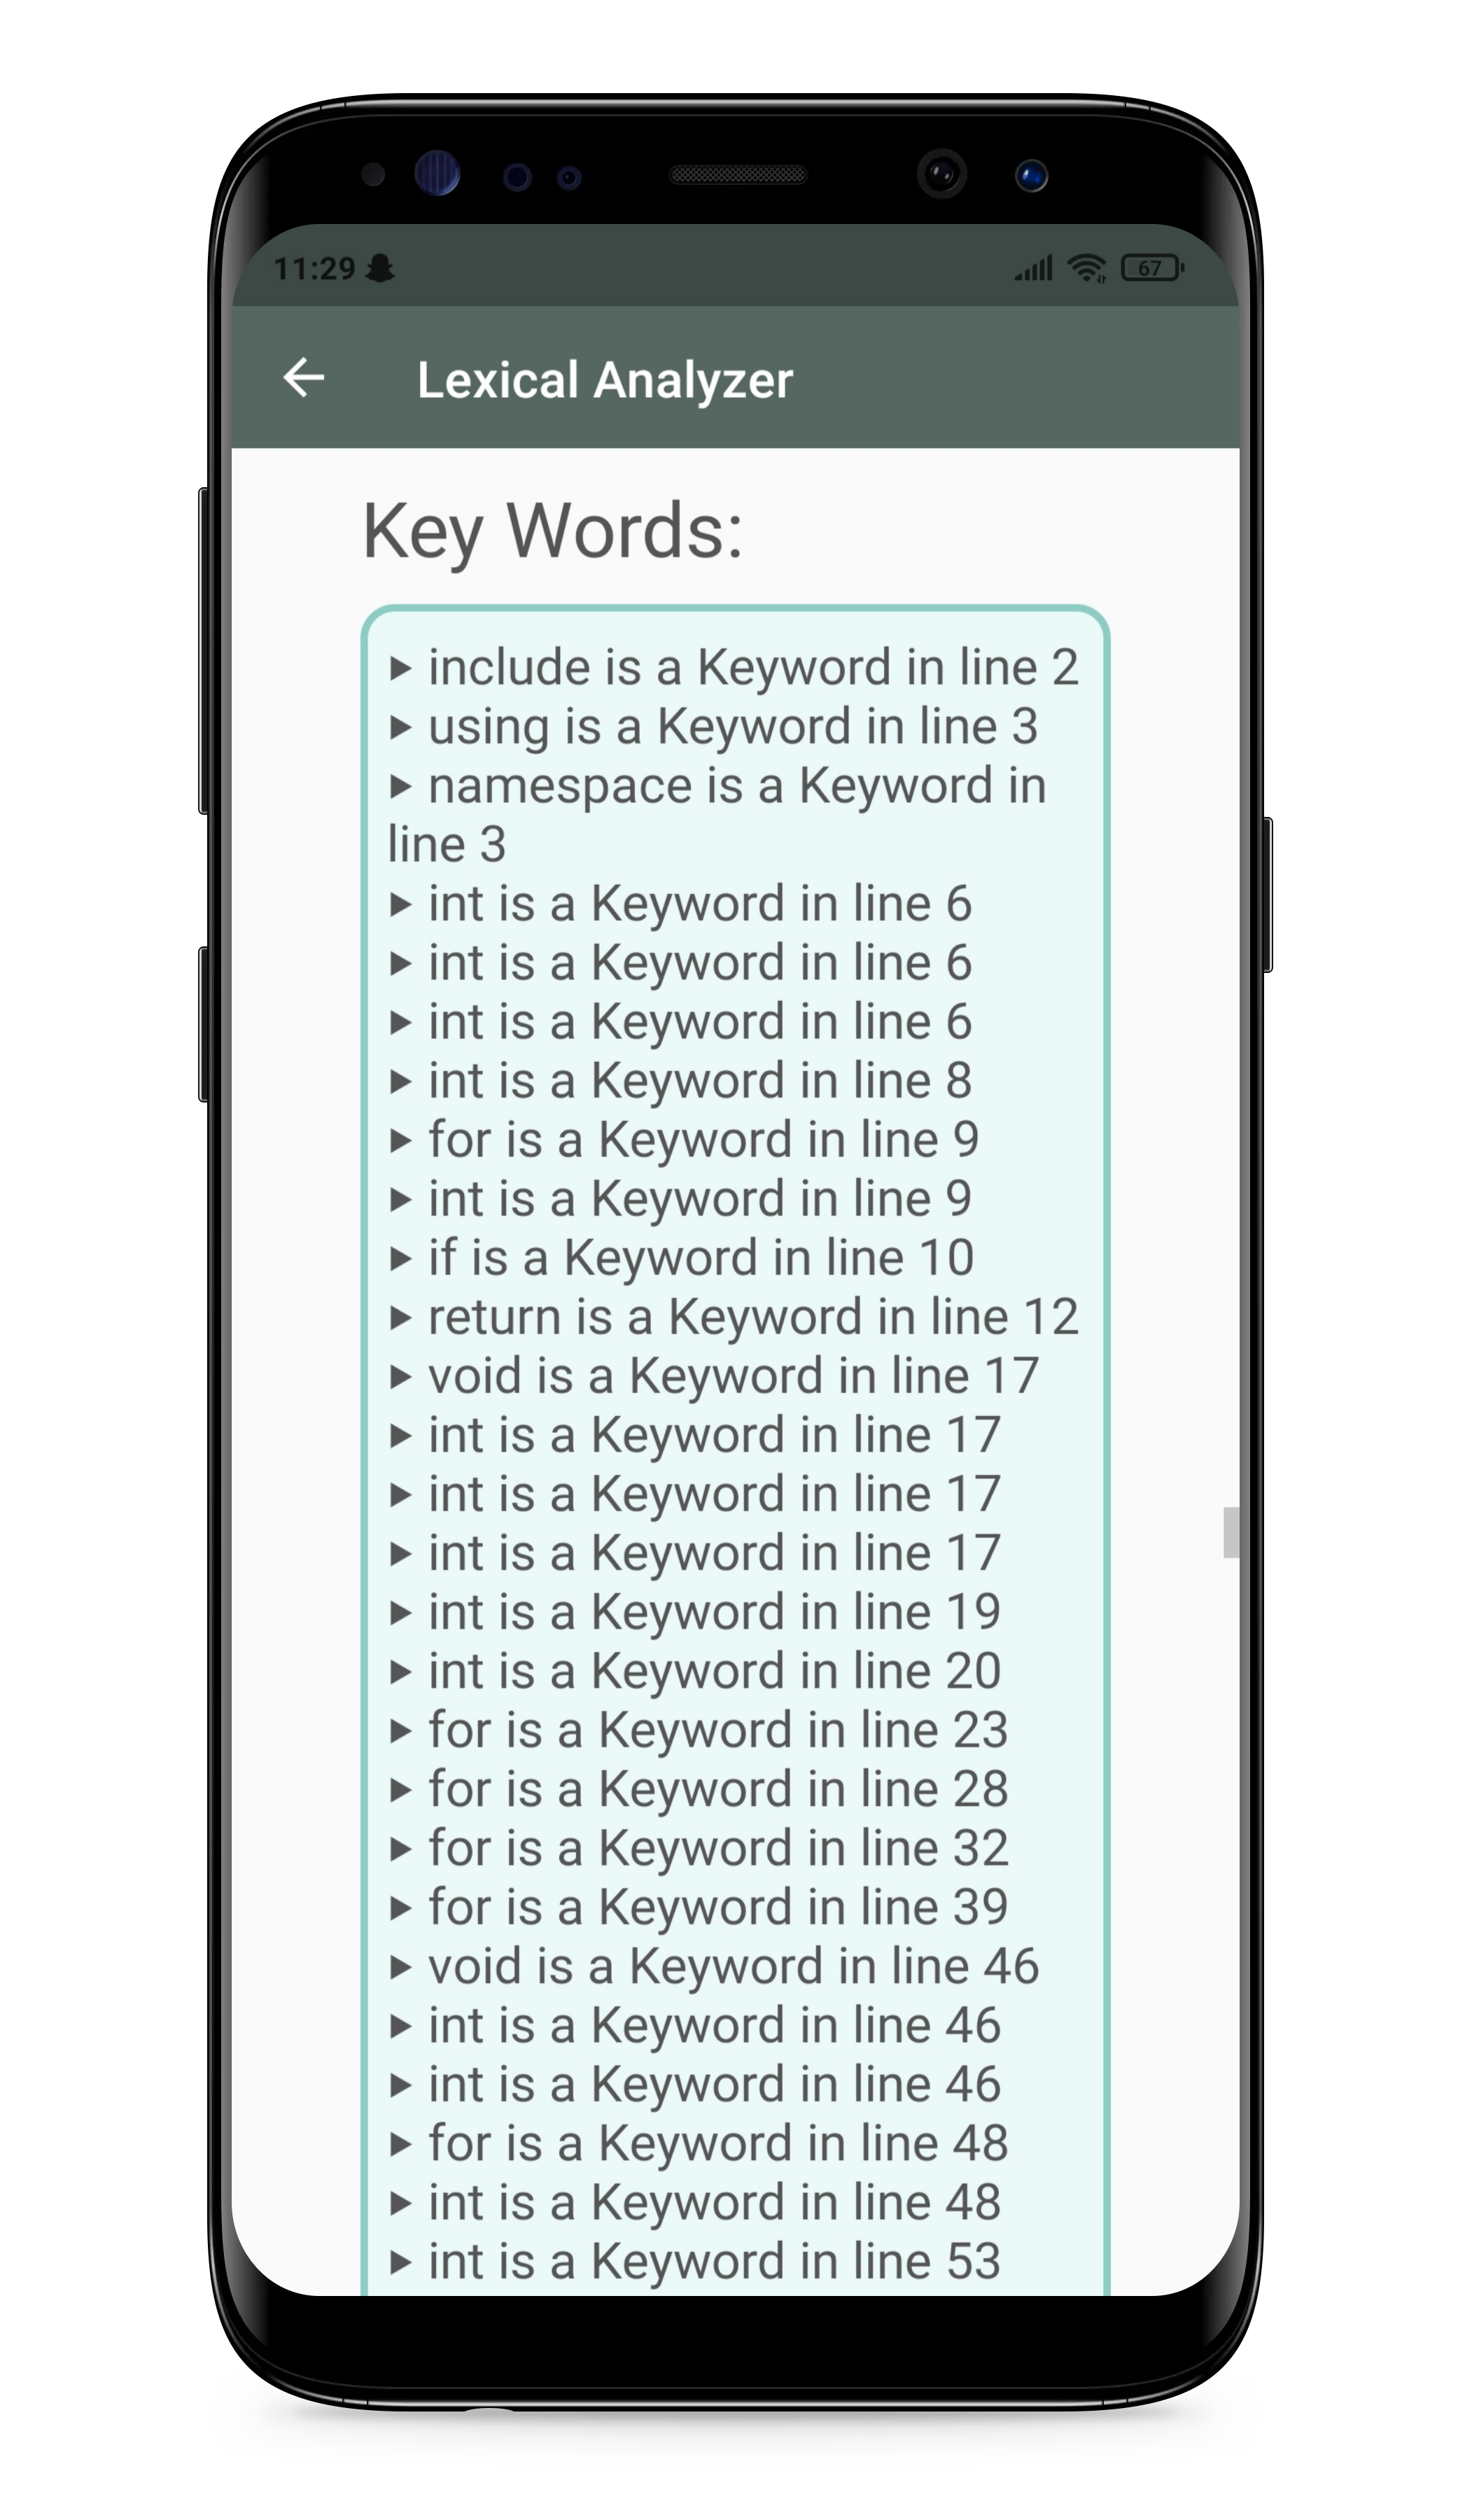 11:29
67
Lexical Analyzer
Key Words:
▶ include is a Keyword in line 2
▶ using is a Keyword in line 3
▶ namespace is a Keyword in
line 3
▶ int is a Keyword in line 6
▶ int is a Keyword in line 6
▶ int is a Keyword in line 6
▶ int is a Keyword in line 8
▶ for is a Keyword in line 9
▶ int is a Keyword in line 9
▶ if is a Keyword in line 10
▶ return is a Keyword in line 12
▶ void is a Keyword in line 17
▶ int is a Keyword in line 17
▶ int is a Keyword in line 17
▶ int is a Keyword in line 17
▶ int is a Keyword in line 19
▶ int is a Keyword in line 20
▶ for is a Keyword in line 23
▶ for is a Keyword in line 28
▶ for is a Keyword in line 32
▶ for is a Keyword in line 39
▶ void is a Keyword in line 46
▶ int is a Keyword in line 46
▶ int is a Keyword in line 46
▶ for is a Keyword in line 48
▶ int is a Keyword in line 48
▶ int is a Keyword in line 53